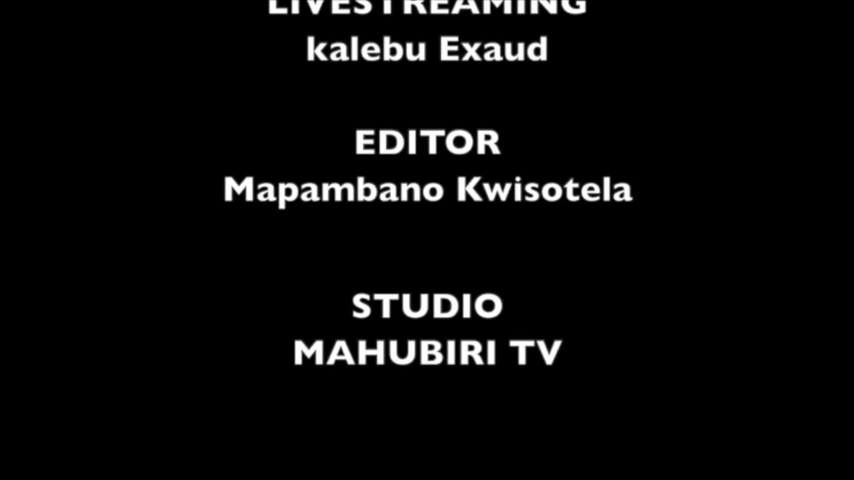 LIVESTREAMING
kalebu Exaud
EDITOR
Mapambano Kwisotela
STUDIO
MAHUBIRI TV